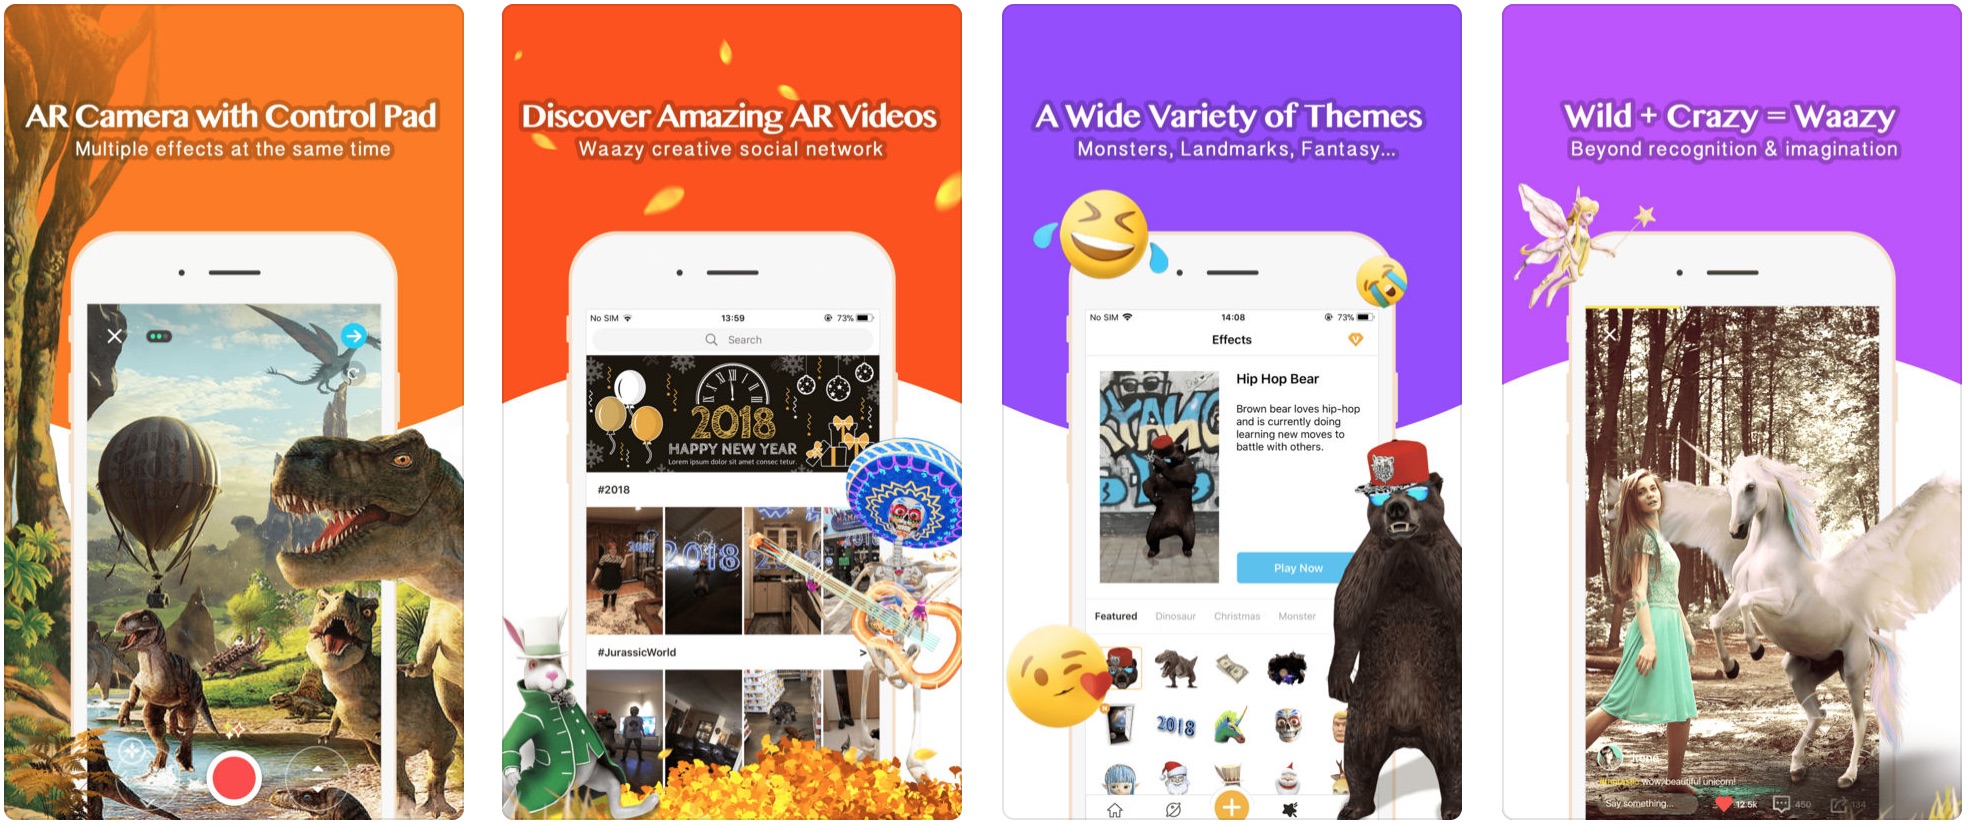 AR Camera with Control Pad
Multiple effects at the same time
Discover Amazing AR Videos
Waazy creative social network
No SIM
13:59
73%
Search
2018
HAPPY NEW YEAR
Lorem ipsum dolor sit amet consec tetur.
#2018
2018
#JurassicWorld
>
A Wide Variety of Themes
Monsters, Landmarks, Fantasy...
No SIM
14:08
73%
Effects
V
Hip Hop Bear
Brown bear loves hip-hop
and is currently doing
learning new moves to
battle with others.
Play Now
Featured
Dinosaur
Christmas
Monster
2018
Wild + Crazy = Waazy
Beyond recognition & imagination
Irene
#fantastic wow, beautiful unicorn!
Say something...
12.5k
450
134